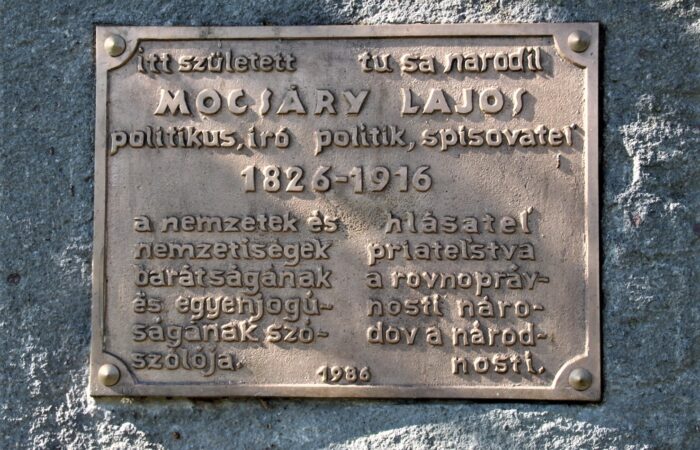 itt született tu sa narodil
MOCSÁRY LAJOS
politikus, író politik, spisovateľ
1826-1916
a nemzetek és
nemzetiségek
barátságának
és egyenjogú-
ságának szó-
szólója.
hlásateľ
priateľstva
a rovnopráv-
nosti náro-
dov a národ-
nosti.
1986